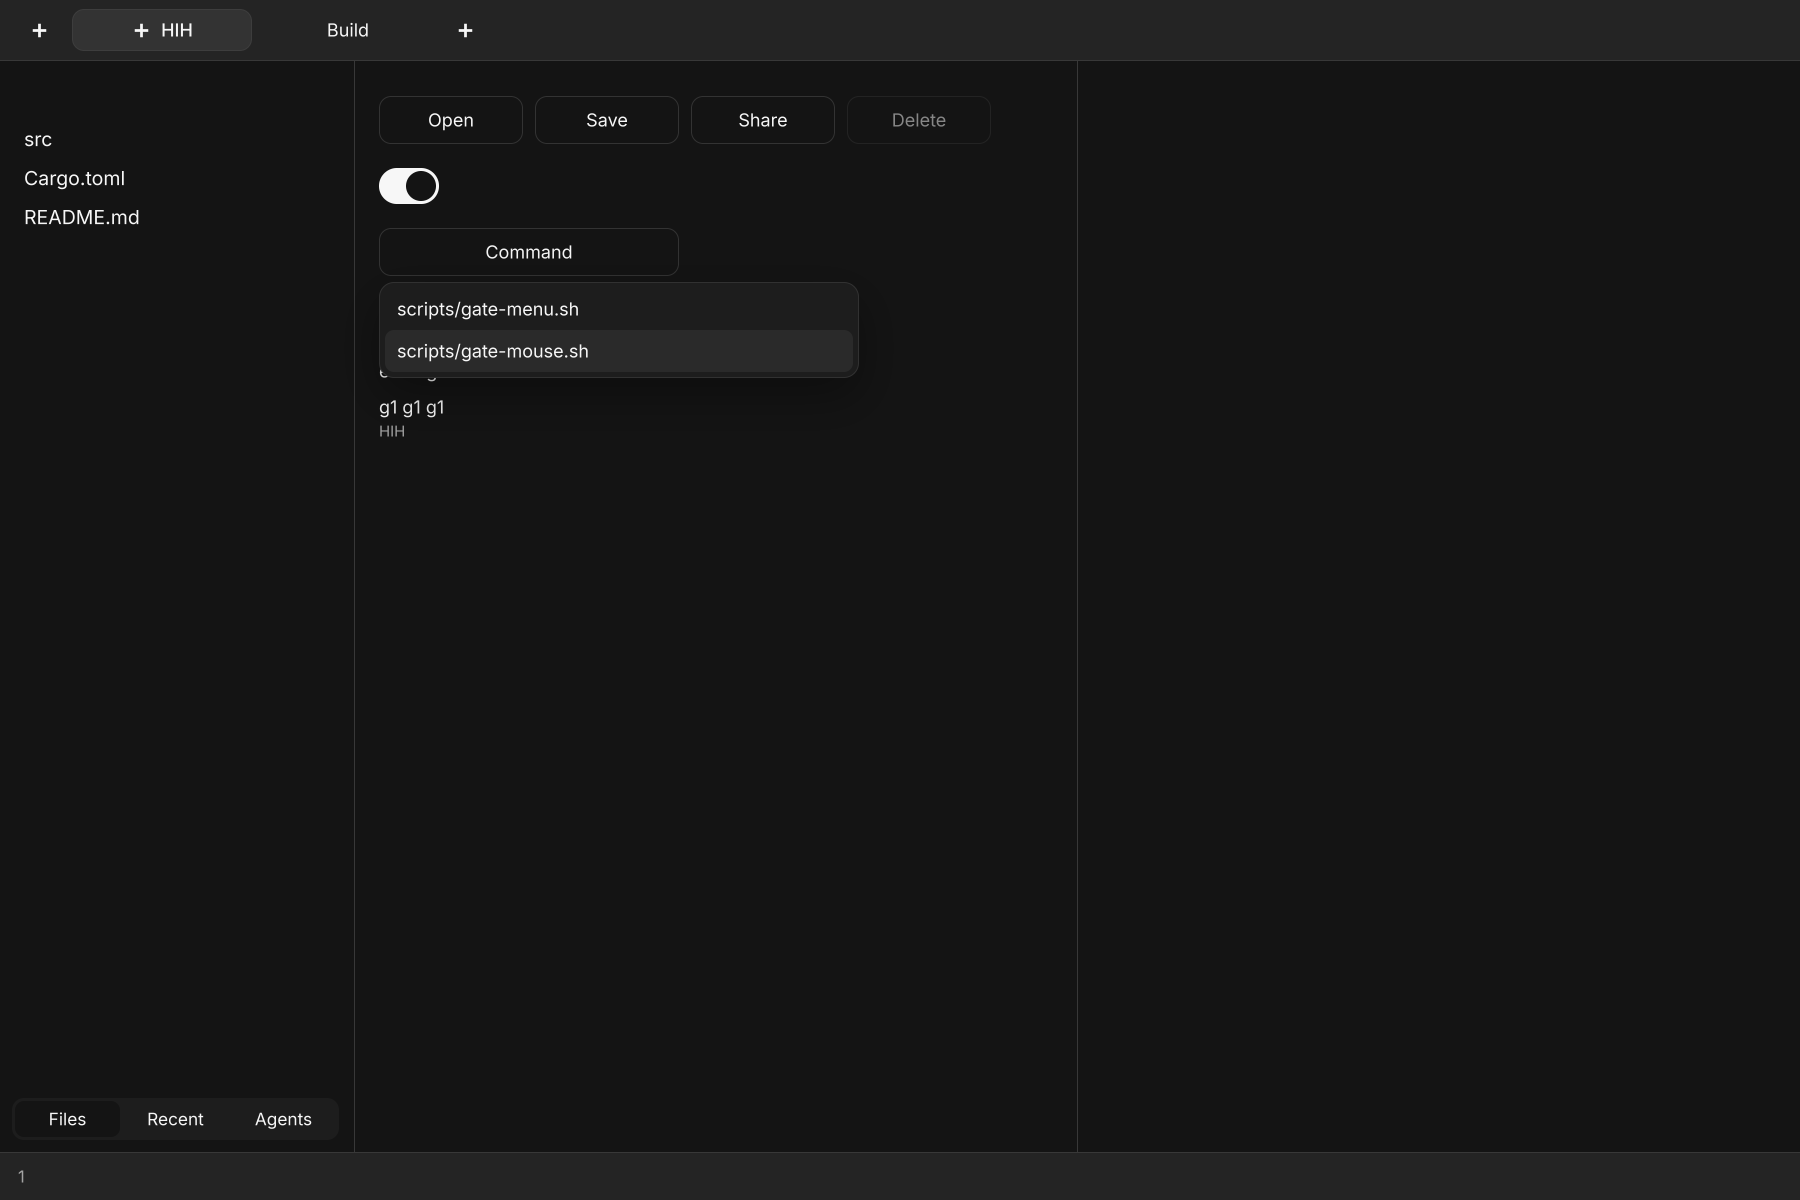 + + HIH Build +
src
Cargo.toml
README.md
Open Save Share Delete
Command
scripts/gate-menu.sh
scripts/gate-mouse.sh
g1 g1 g1
HIH
Files Recent Agents
1